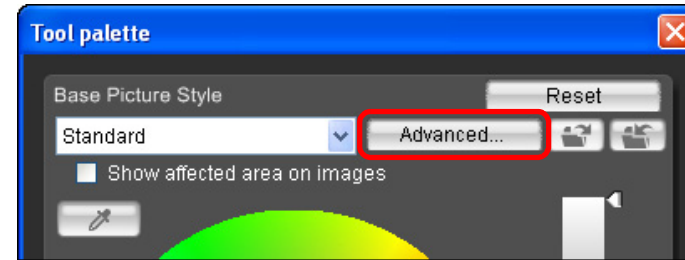 Tool palette
Base Picture Style
Reset
Standard
Advanced...
Show affected area on images